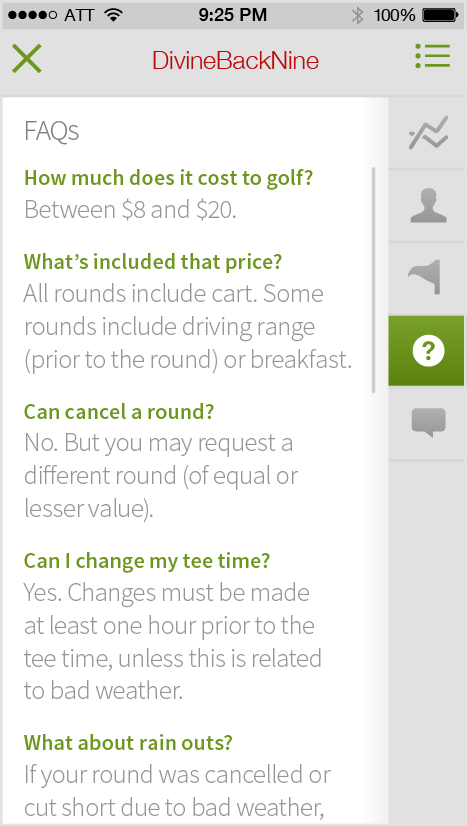 ATT 9:25 PM 100%
DivineBackNine
FAQs
How much does it cost to golf?
Between $8 and $20.
What’s included that price?
All rounds include cart. Some
rounds include driving range
(prior to the round) or breakfast.
Can cancel a round?
No. But you may request a
different round (of equal or
lesser value).
Can I change my tee time?
Yes. Changes must be made
at least one hour prior to the
tee time, unless this is related
to bad weather.
What about rain outs?
If your round was cancelled or
cut short due to bad weather,
?